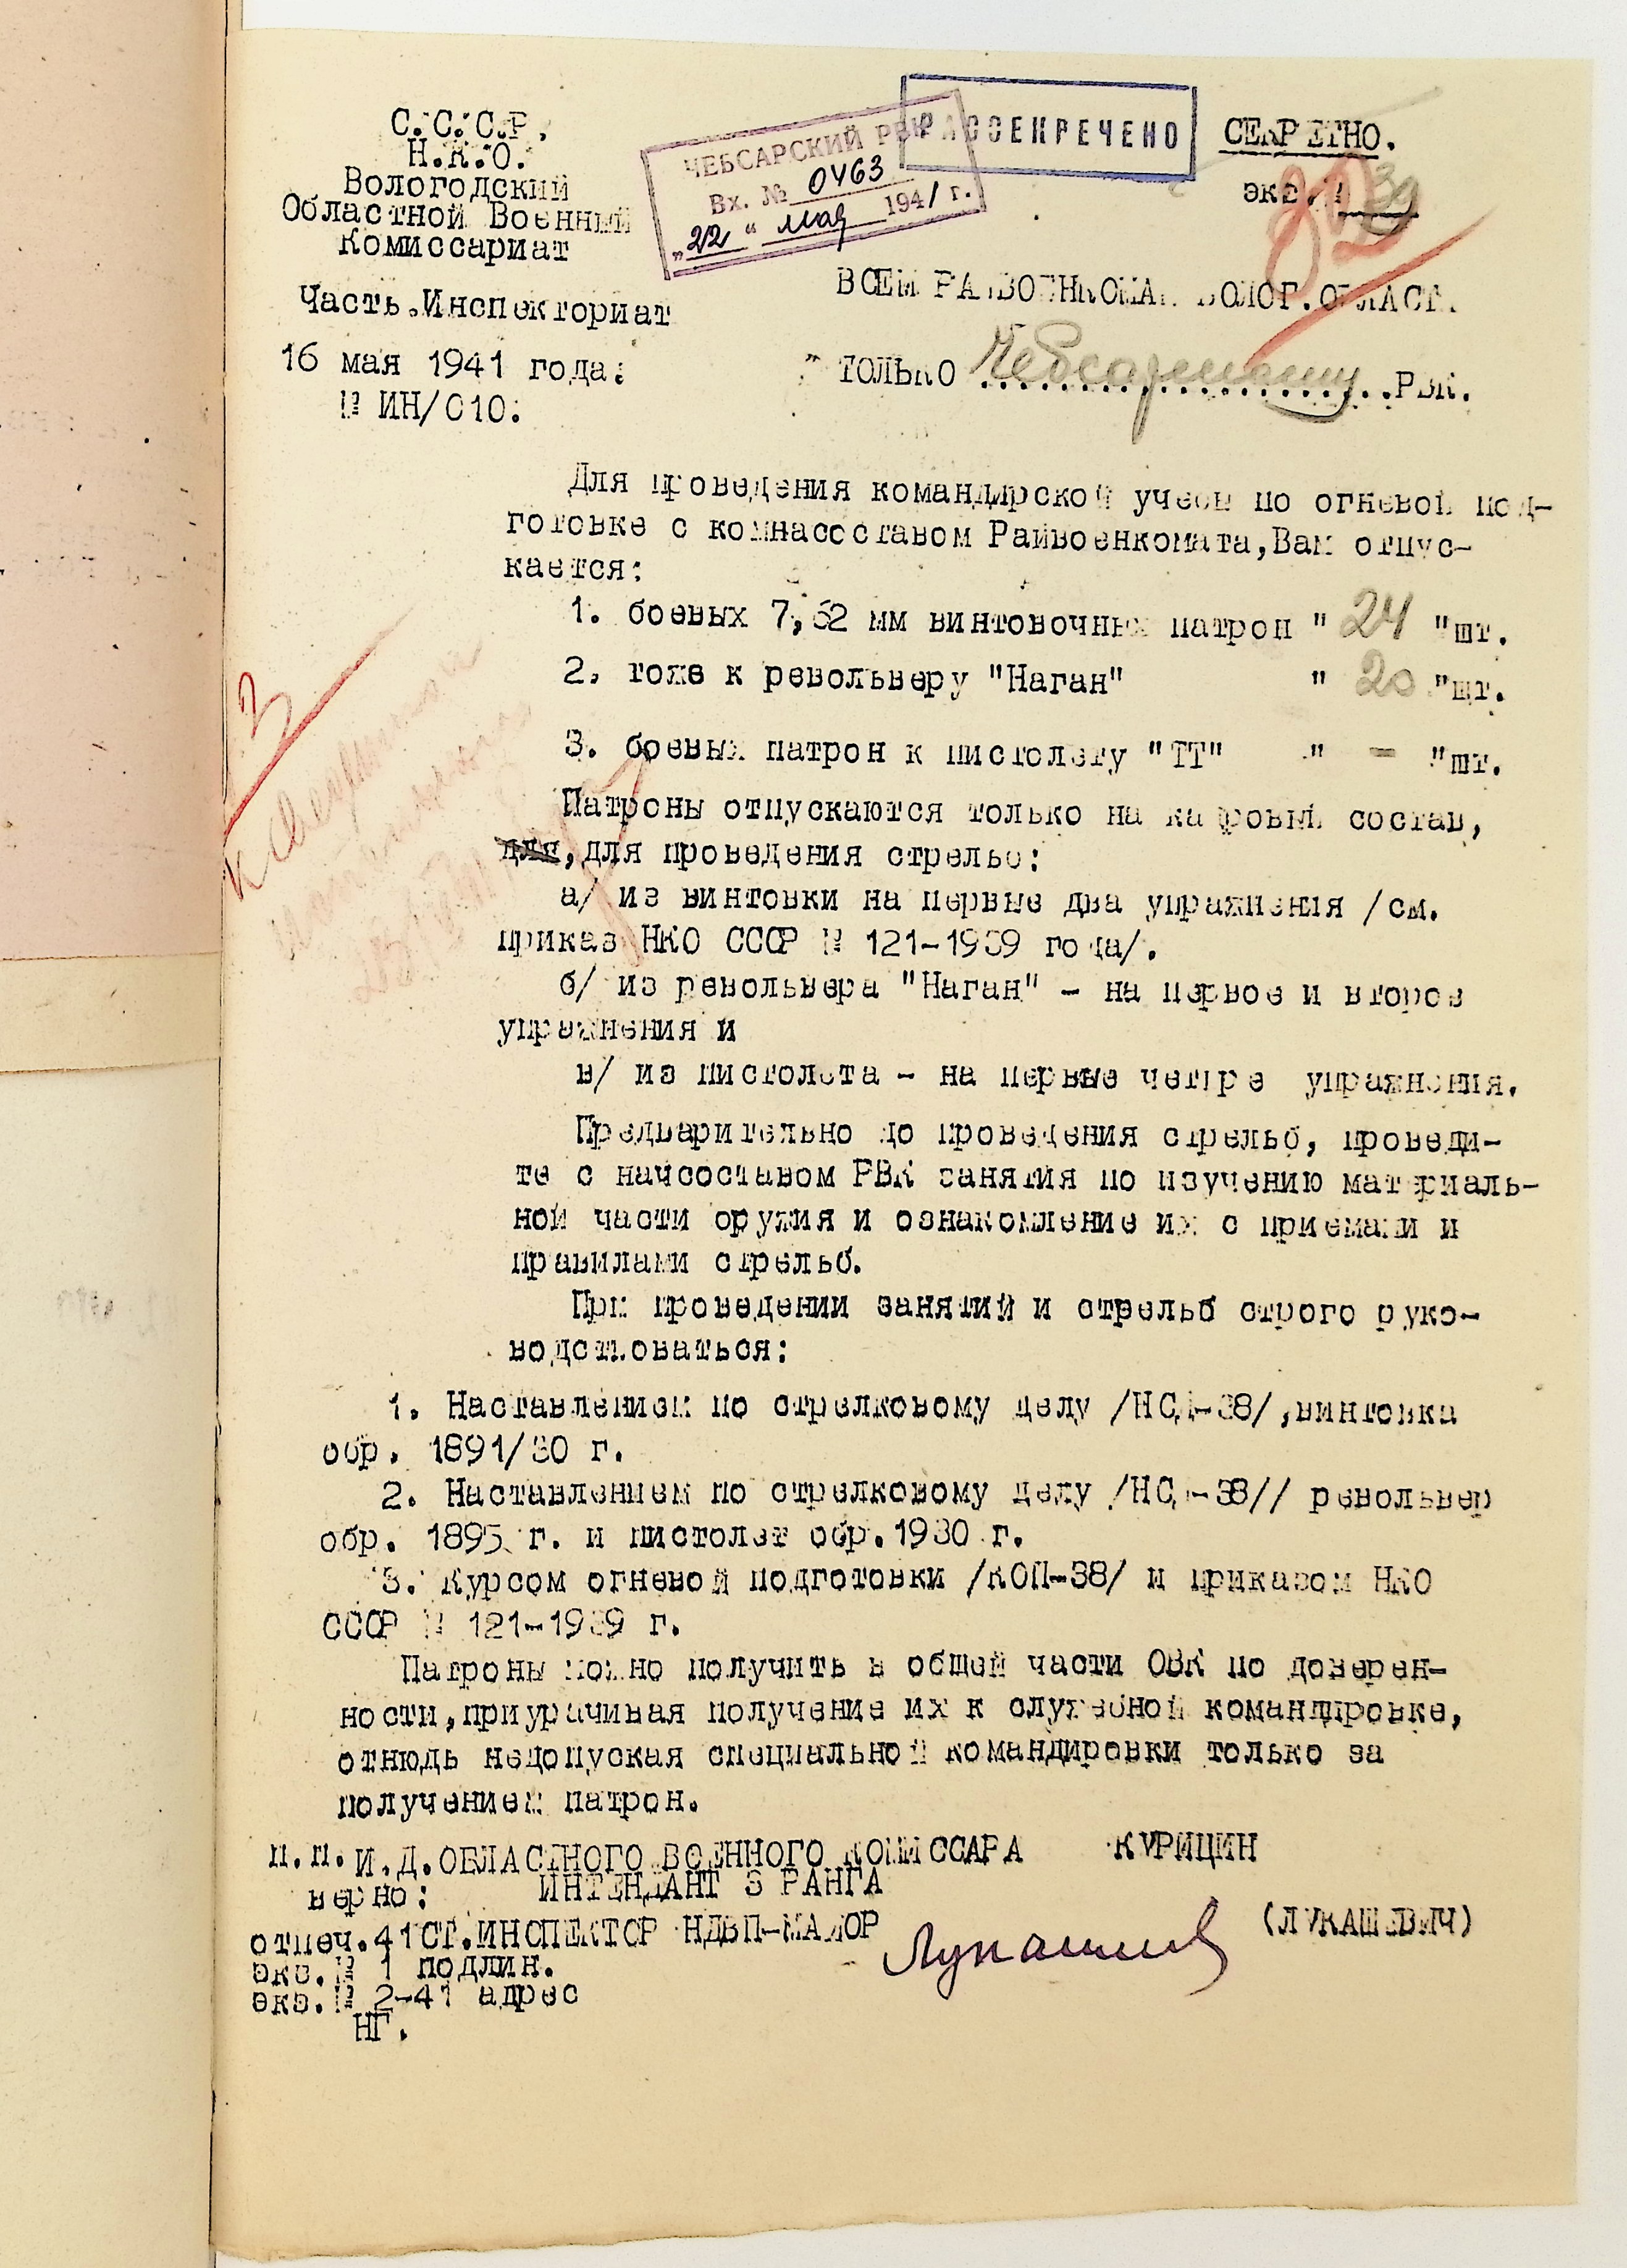 С.С.С.Р.
Н.К.О.
Вологодский
Областной Военный
Комиссариат
Часть.Инспекториат
16 мая 1941 года.
№ ИН/010.
ЧЕБСАРСКИЙ РВК
Вх. № 0463
"22" мая 1941 г.
РАССЕКРЕЧЕНО
СЕКРЕТНО.
экз.№ 39
ВСЕМ РАЙВОЕНКОМАМ ВОЛОГ.ОБЛАСТ.
" ТОЛЬКО Чебсарскому РВК.
Для проведения командирской учебы по огневой под-
готовке с комнасоставом Райвоенкомата,Вам отпус-
кается:
1. боевых 7,62 мм винтовочных патрон " 24 "шт.
2. тоже к револьверу "Наган" " 20 "шт.
3. боевых патрон к пистолету "ТТ" " = "шт.
Патроны отпускаются только на кадровый состав,
для,для проведения стрельб:
а/ из винтовки на первые два упражнения /см.
приказ НКО СССР № 121-1939 года/.
б/ из револьвера "Наган" - на первое и второе
упражнения и
в/ из пистолета - на первые четыре упражнения.
Предварительно до проведения стрельб, проведи-
те с начсоставом РВК занятия по изучению материаль-
ной части оружия и ознакомление их с приемами и
правилами стрельб.
При проведении занятий и стрельб строго руко-
водствоваться:
1. Наставлением по стрелковому делу /НСД-38/,винтовка
обр. 1891/30 г.
2. Наставлением по стрелковому делу /НСД-38// револьвер
обр. 1895 г. и пистолет обр.1930 г.
3. Курсом огневой подготовки /КОП-38/ и приказом НКО
СССР № 121-1939 г.
Патроны можно получить в общей части ОВК по доверен-
ности,приурачивая получение их к служебной командировке,
отнюдь недопуская специальной командировки только за
получением патрон.
п.п. И.Д.ОБЛАСТНОГО ВОЕННОГО КОМИССАРА КУРИЦИН
ИНТЕНДАНТ 3 РАНГА
верно:
отпеч.41 СТ.ИНСПЕКТОР НДВП-МАЙОР Лукашев (ЛУКАШЕВИЧ)
экз.№ 1 подлин.
экз.№ 2-41 адрес
НГ.